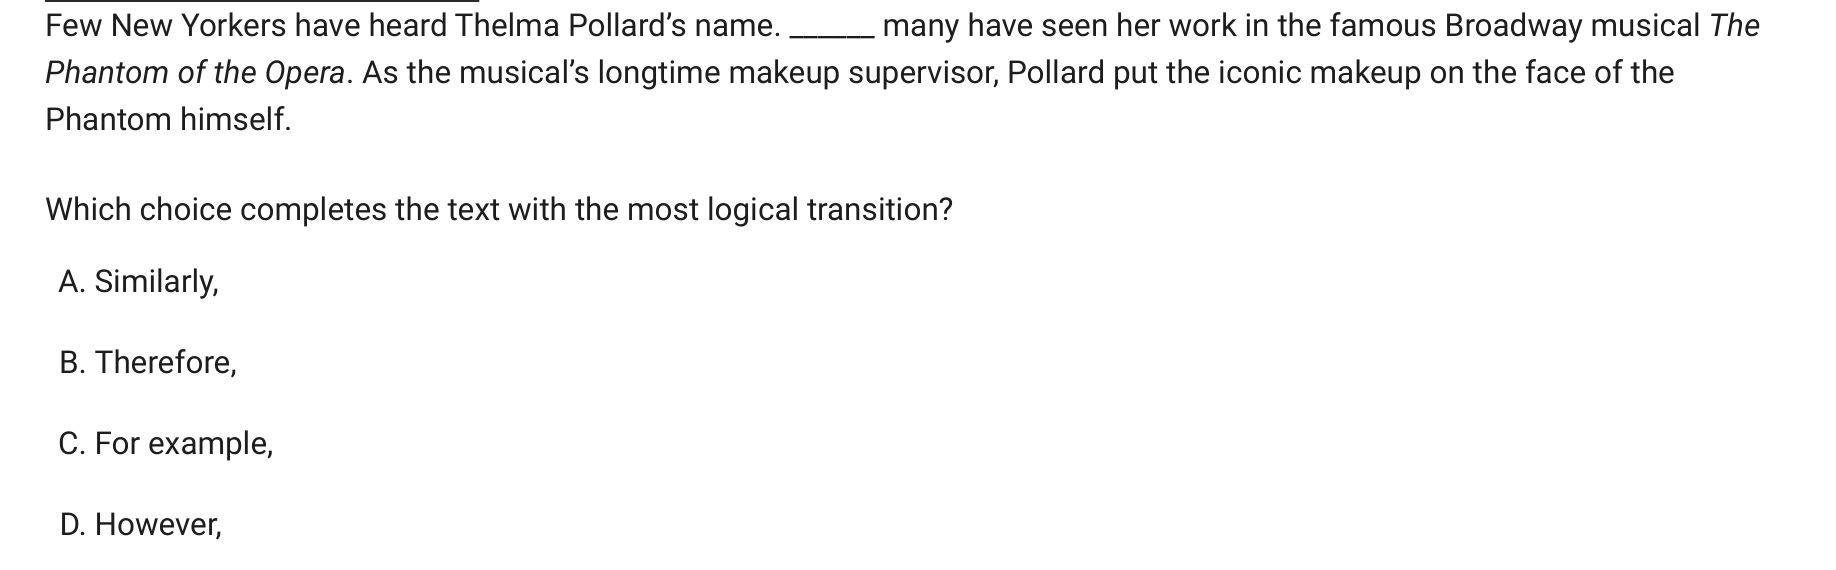 Few New Yorkers have heard Thelma Pollard’s name. ______ many have seen her work in the famous Broadway musical The
Phantom of the Opera. As the musical’s longtime makeup supervisor, Pollard put the iconic makeup on the face of the
Phantom himself.
Which choice completes the text with the most logical transition?
A. Similarly,
B. Therefore,
C. For example,
D. However,